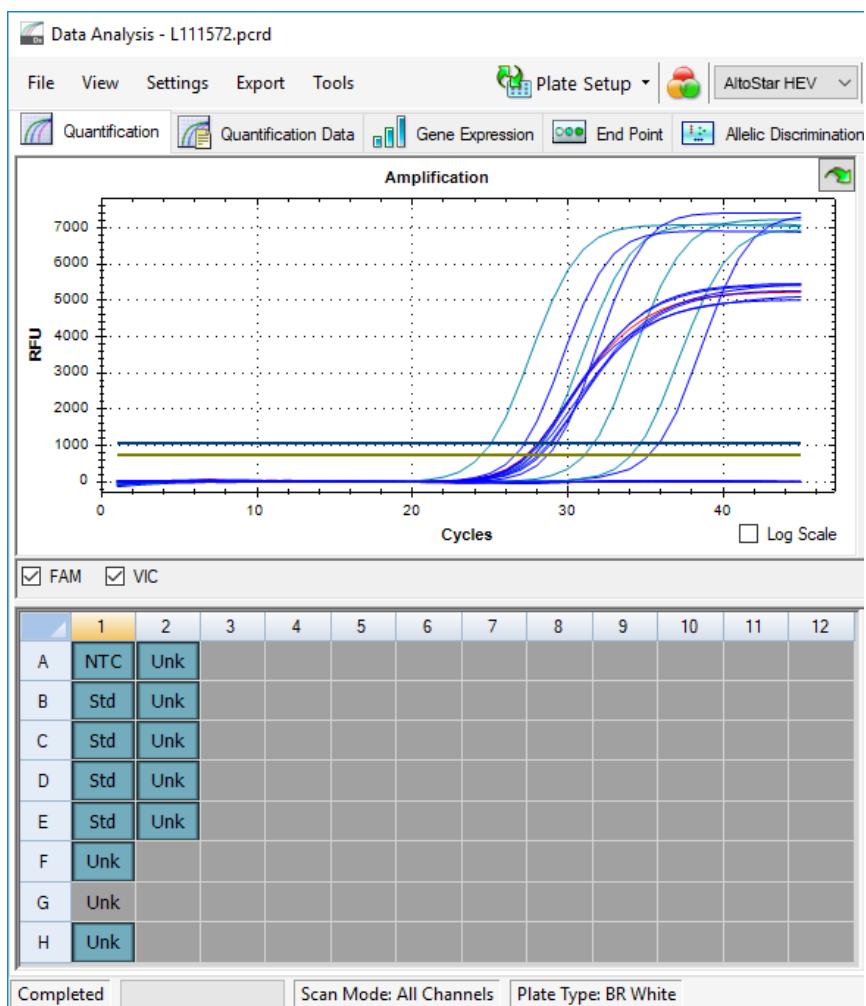 Data Analysis - L111572.pcrd
File View Settings Export Tools Plate Setup AltoStar HEV
Quantification Quantification Data Gene Expression End Point Allelic Discrimination
Amplification
7000
6000
5000
4000
3000
2000
1000
0
RFU
0 10 20 30 40
Cycles
Log Scale
FAM VIC
1 2 3 4 5 6 7 8 9 10 11 12
A NTC Unk
B Std Unk
C Std Unk
D Std Unk
E Std Unk
F Unk
G Unk
H Unk
Completed Scan Mode: All Channels Plate Type: BR White